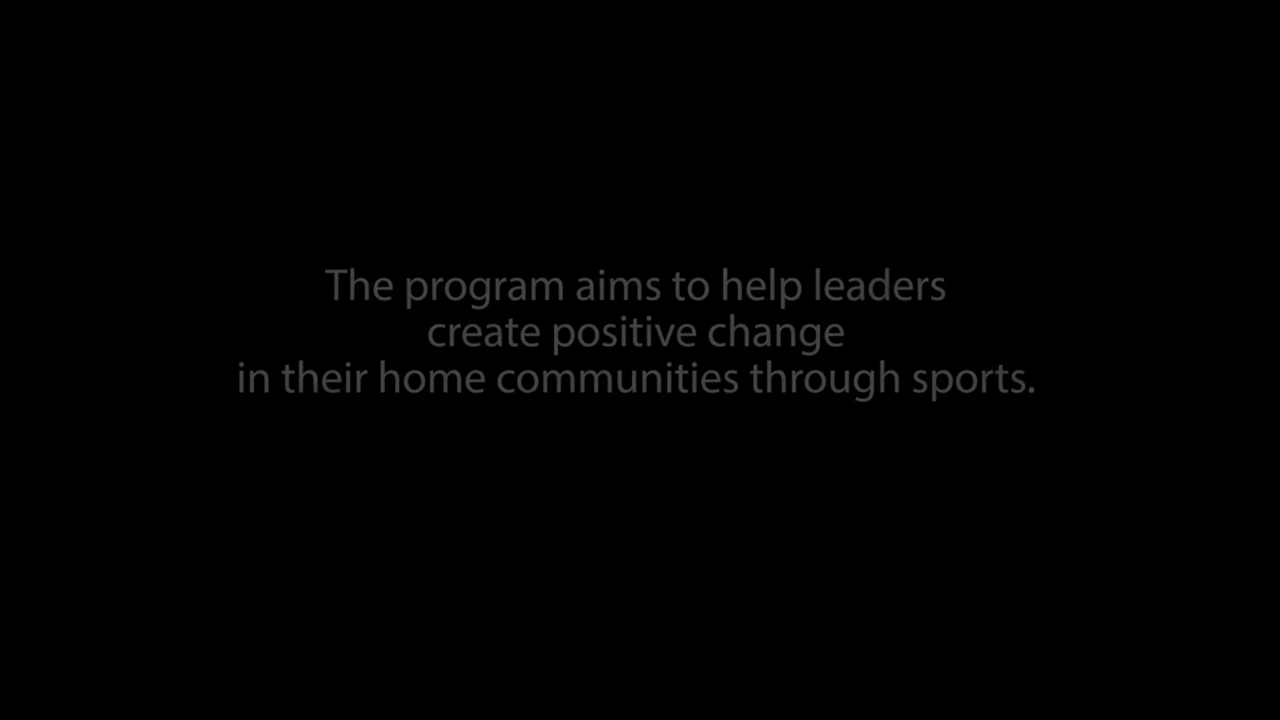 The program aims to help leaders
create positive change
in their home communities through sports.